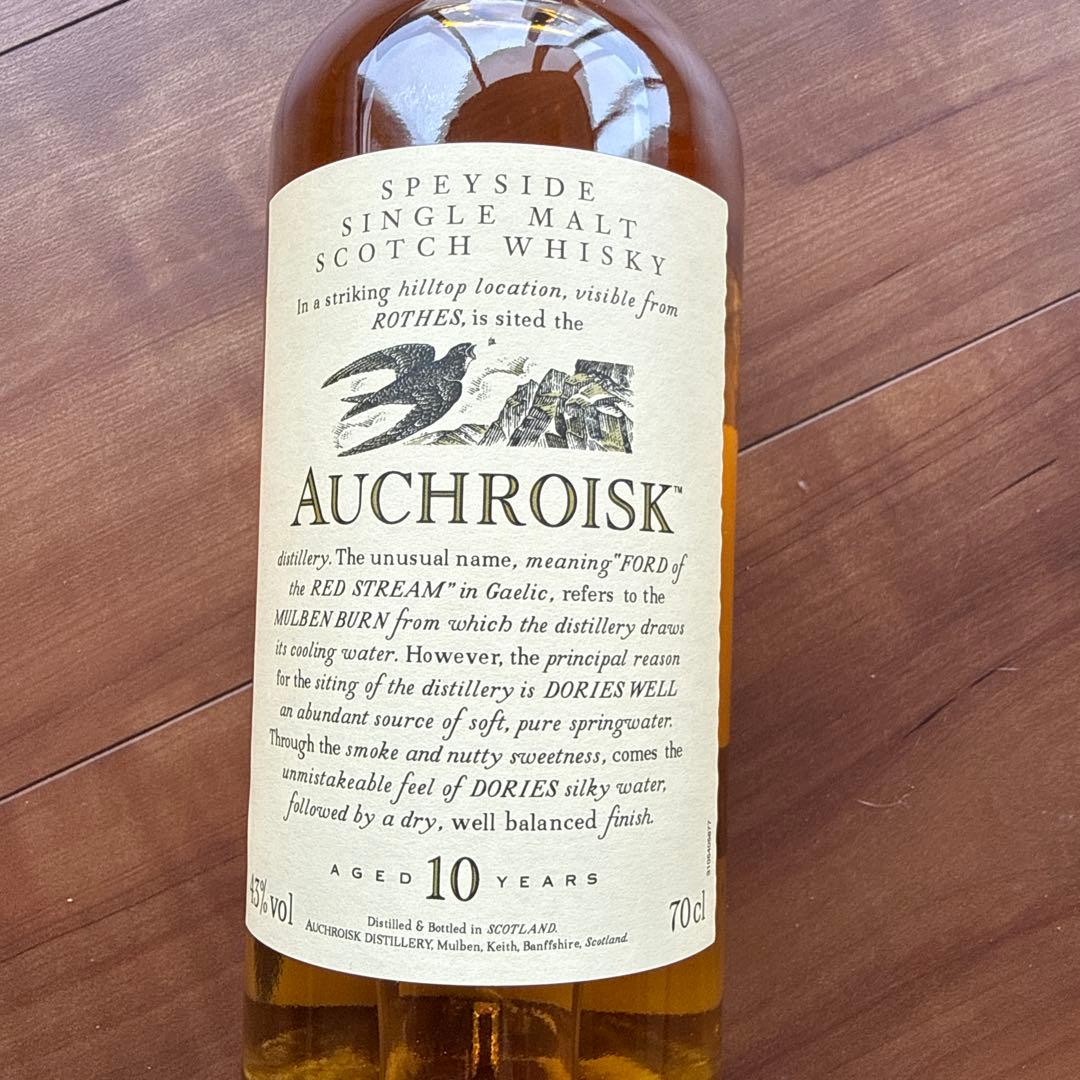 SPEYSIDE
SINGLE MALT
SCOTCH WHISKY
In a striking hilltop location, visible from
ROTHES, is sited the
AUCHROISK™
distillery. The unusual name, meaning "FORD of
the RED STREAM" in Gaelic, refers to the
MULBEN BURN from which the distillery draws
its cooling water. However, the principal reason
for the siting of the distillery is DORIES WELL
an abundant source of soft, pure springwater.
Through the smoke and nutty sweetness, comes the
unmistakeable feel of DORIES silky water,
followed by a dry, well balanced finish.
AGED 10 YEARS
43% vol
70cl
Distilled & Bottled in SCOTLAND.
AUCHROISK DISTILLERY, Mulben, Keith, Banffshire, Scotland.